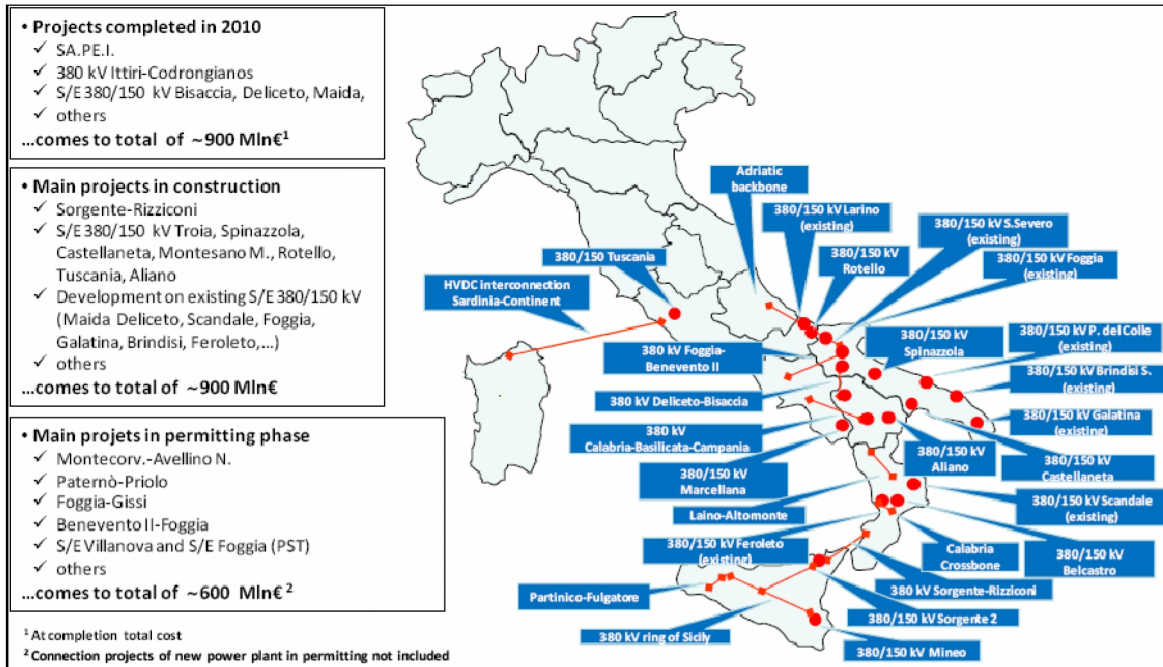 • Projects completed in 2010
✓ SA.PE.I.
✓ 380 kV Ittiri-Codrongianos
✓ S/E 380/150 kV Bisaccia, Deliceto, Maida,
✓ others
...comes to total of ~900 Mln€¹
• Main projects in construction
✓ Sorgente-Rizziconi
✓ S/E 380/150 kV Troia, Spinazzola,
Castellaneta, Montesano M., Rotello,
Tuscania, Aliano
✓ Development on existing S/E 380/150 kV
(Maida Deliceto, Scandale, Foggia,
Galatina, Brindisi, Feroleto,...)
✓ others
...comes to total of ~900 Mln€
• Main projets in permitting phase
✓ Montecorv.-Avellino N.
✓ Paternò-Priolo
✓ Foggia-Gissi
✓ Benevento II-Foggia
✓ S/E Villanova and S/E Foggia (PST)
✓ others
...comes to total of ~600 Mln€ ²
¹ At completion total cost
² Connection projects of new power plant in permitting not included
Adriatic
backbone
380/150 kV Larino
(existing)
380/150 kV S.Severo
(existing)
380/150 kV
Rotello
380/150 kV Foggia
(existing)
380/150 Tuscania
HVDC interconnection
Sardinia-Continent
380 kV Foggia-
Benevento II
380/150 kV
Spinazzola
380/150 kV P. del Colle
(existing)
380/150 kV Brindisi S.
(existing)
380 kV Deliceto-Bisaccia
380/150 kV Galatina
(existing)
380 kV
Calabria-Basilicata-Campania
380/150 kV
Aliano
380/150 kV
Castellaneta
380/150 kV
Marcellana
380/150 kV Scandale
(existing)
Laino-Altomonte
380/150 kV Feroleto
(existing)
Calabria
Crossbone
380/150 kV
Belcastro
Partinico-Fulgatore
380 kV Sorgente-Rizziconi
380/150 kV Sorgente 2
380 kV ring of Sicily
380/150 kV Mineo